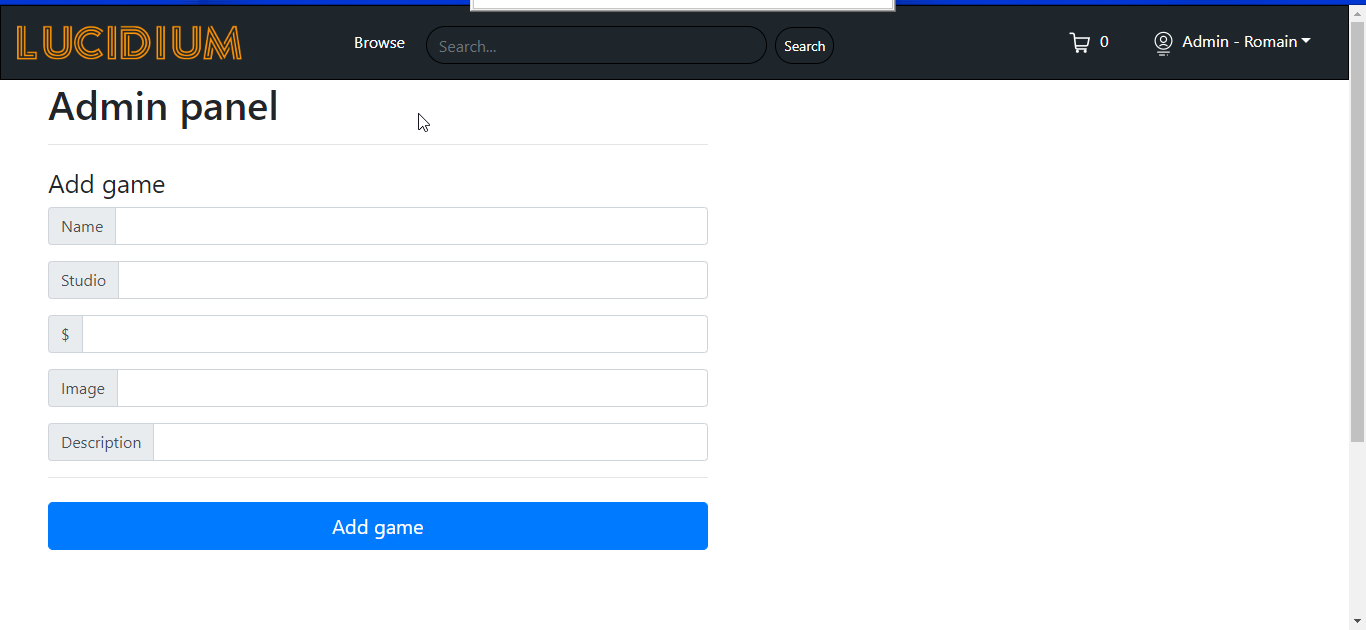 LUCIDIUM
Browse
Search...
Search
0
Admin - Romain
Admin panel
Add game
Name
Studio
$
Image
Description
Add game